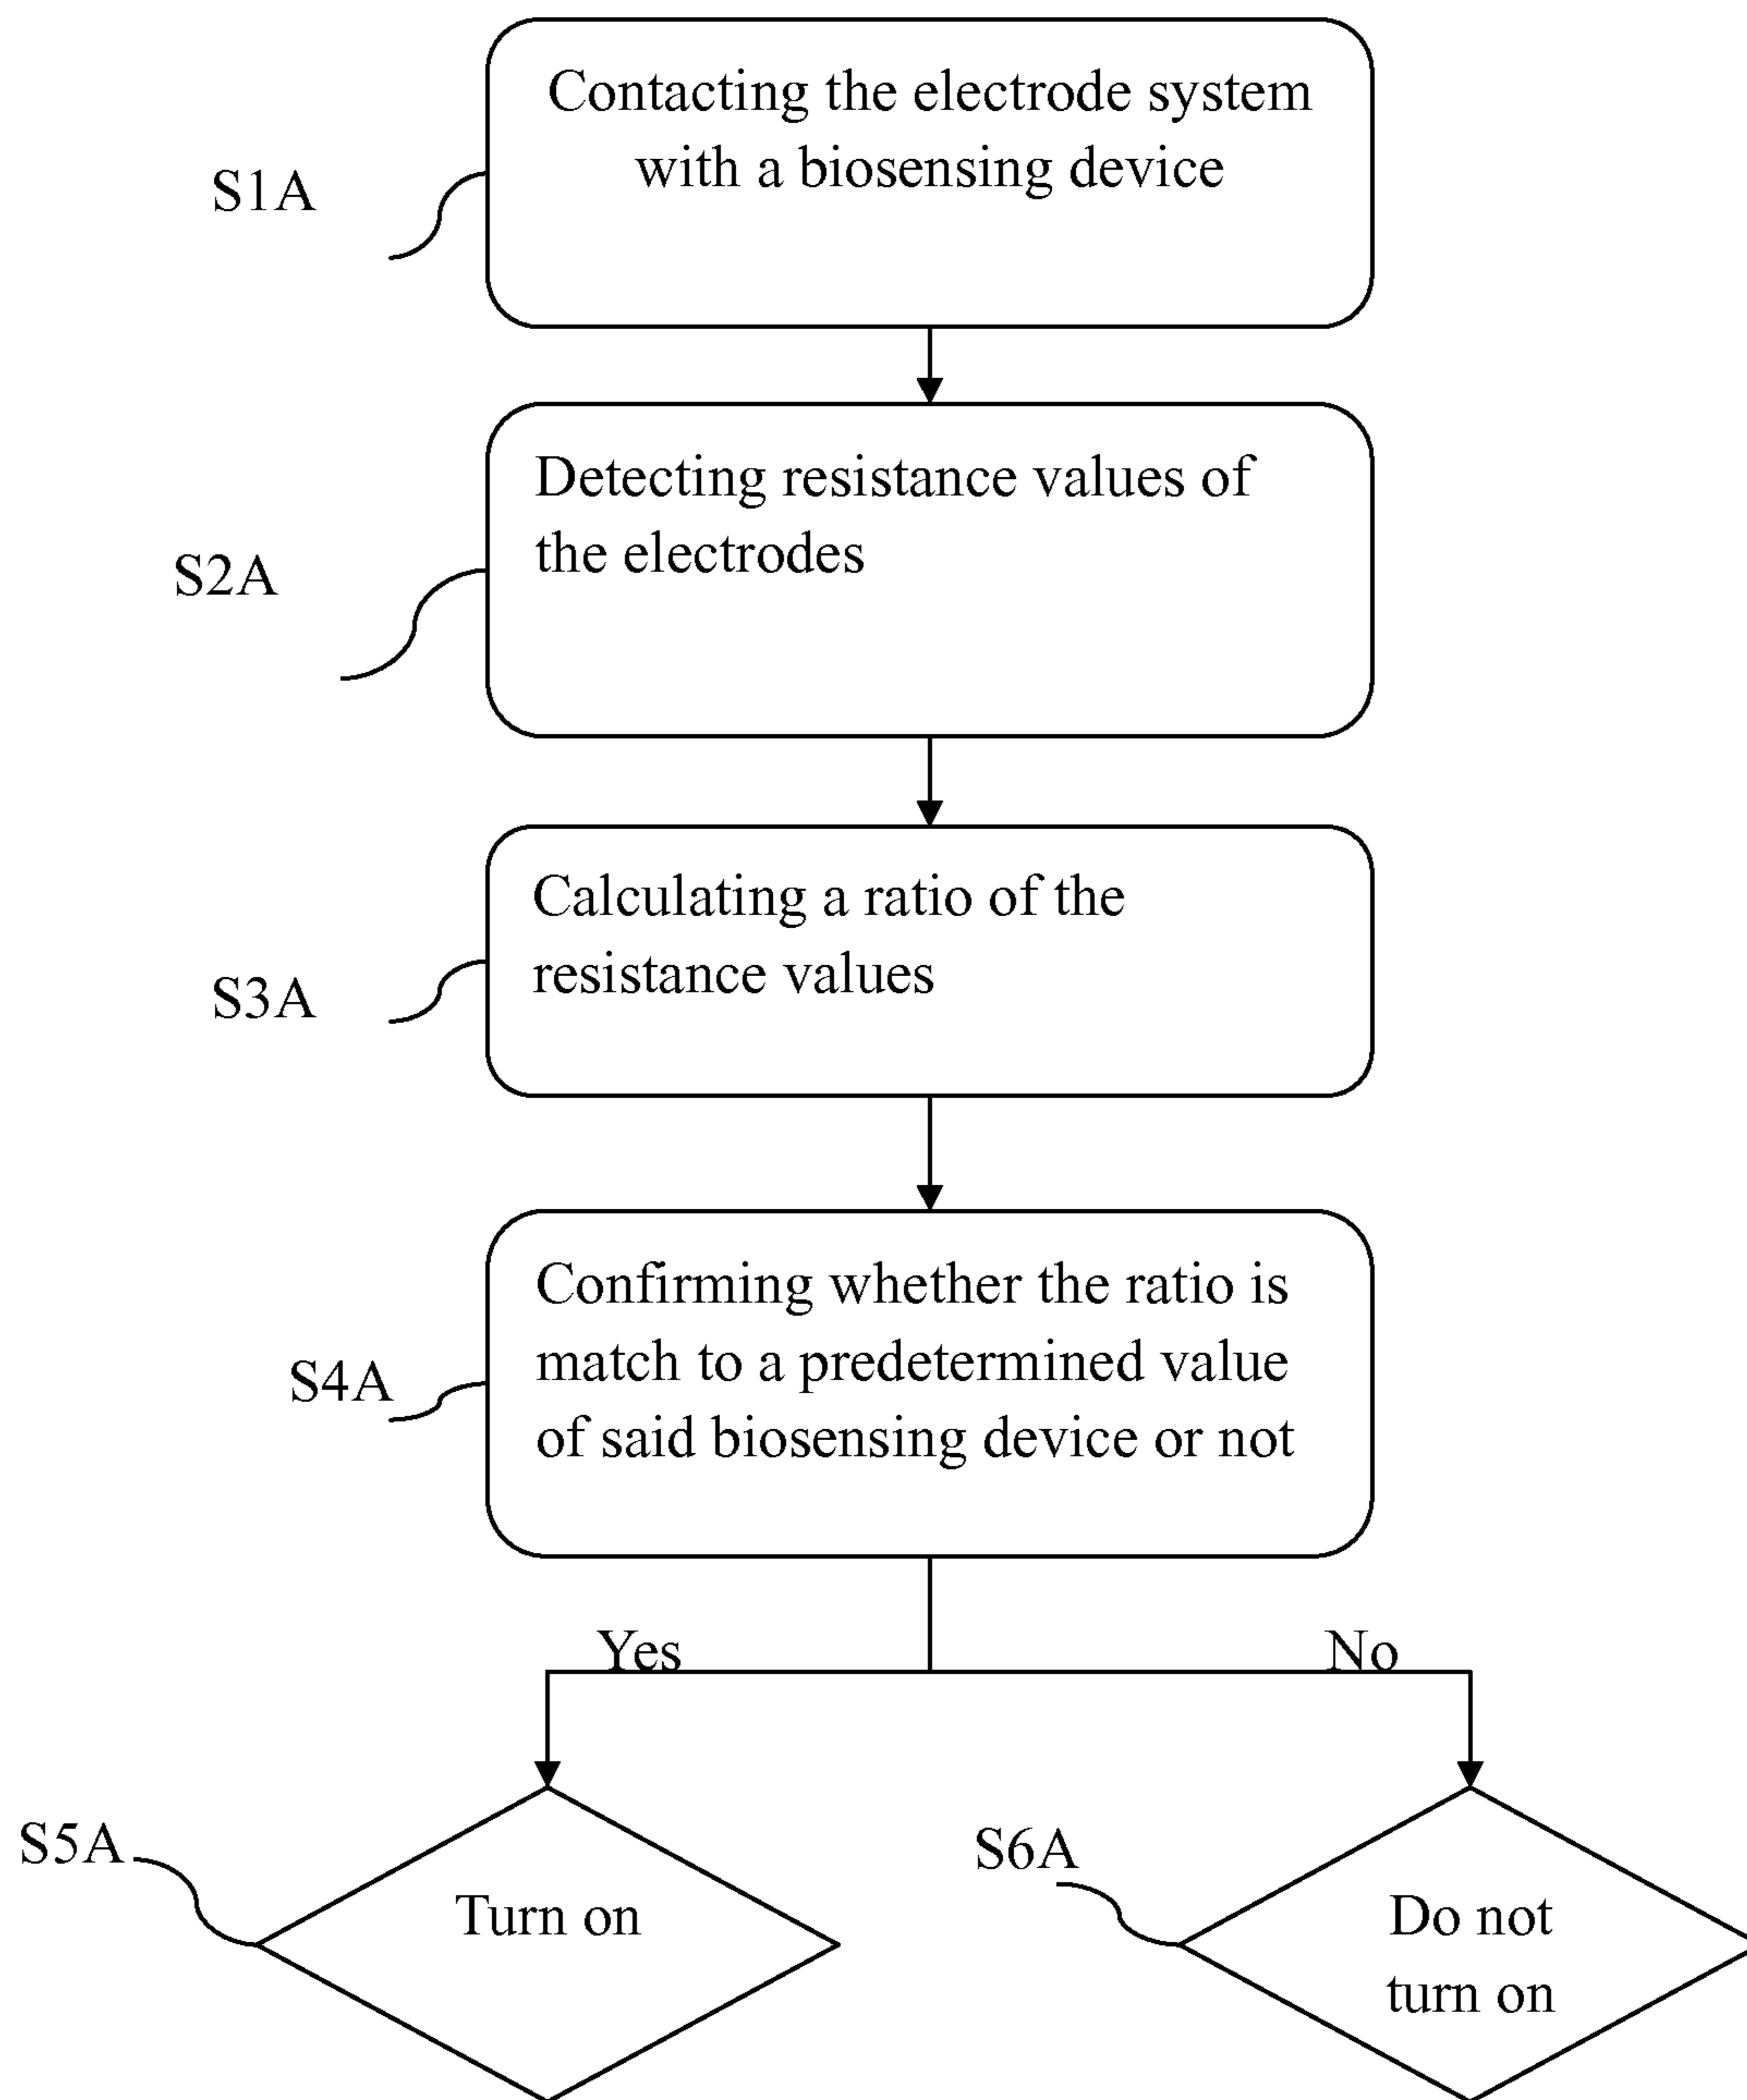 Contacting the electrode system
with a biosensing device
S1A
Detecting resistance values of
the electrodes
S2A
Calculating a ratio of the
resistance values
S3A
Confirming whether the ratio is
match to a predetermined value
of said biosensing device or not
S4A
Yes
No
S5A
Turn on
S6A
Do not
turn on